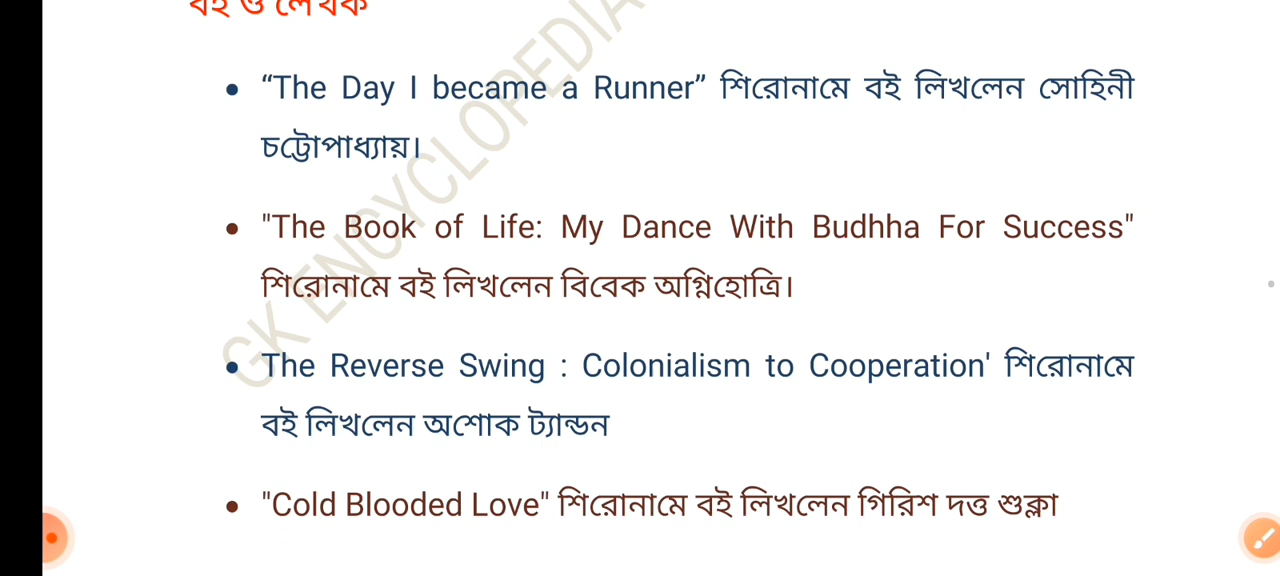 বই ও লেখক
“The Day I became a Runner” শিরোনামে বই লিখলেন সোহিনী
চট্টোপাধ্যায়।
"The Book of Life: My Dance With Budhha For Success"
শিরোনামে বই লিখলেন বিবেক অগ্নিহোত্রি।
The Reverse Swing : Colonialism to Cooperation' শিরোনামে
বই লিখলেন অশোক ট্যান্ডন
"Cold Blooded Love" শিরোনামে বই লিখলেন গিরিশ দত্ত শুক্লা
GK ENCYCLOPEDIA